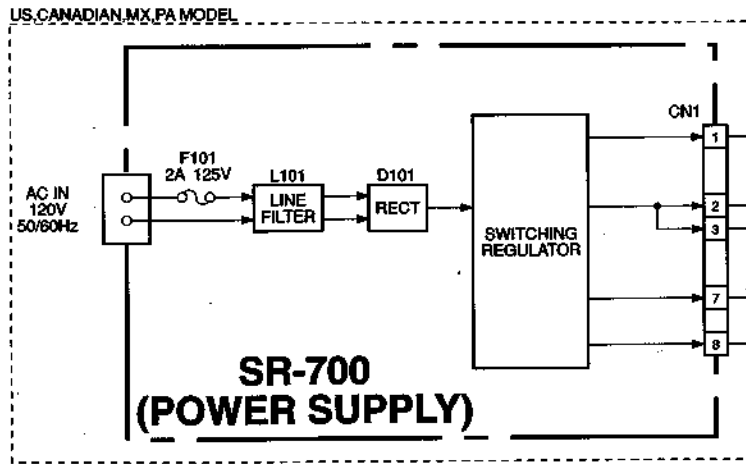 US,CANADIAN,MX,PA MODEL
CN1
1
F101
2A 125V
L101
D101
AC IN
120V
50/60Hz
LINE
FILTER
RECT
2
3
SWITCHING
REGULATOR
7
8
SR-700
(POWER SUPPLY)